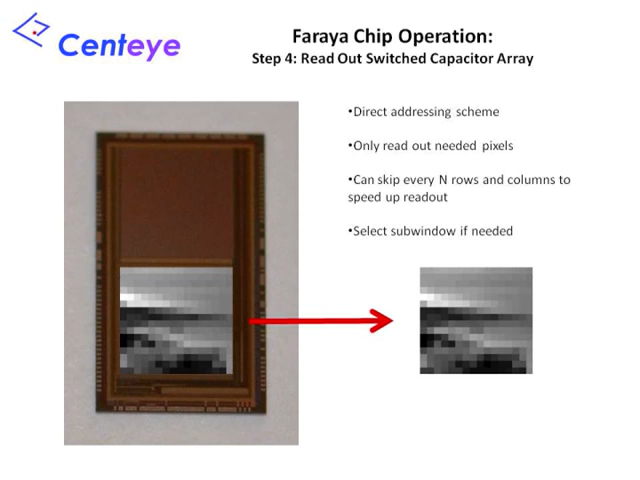 Centeye
Faraya Chip Operation:
Step 4: Read Out Switched Capacitor Array
•Direct addressing scheme
•Only read out needed pixels
•Can skip every N rows and columns to
speed up readout
•Select subwindow if needed